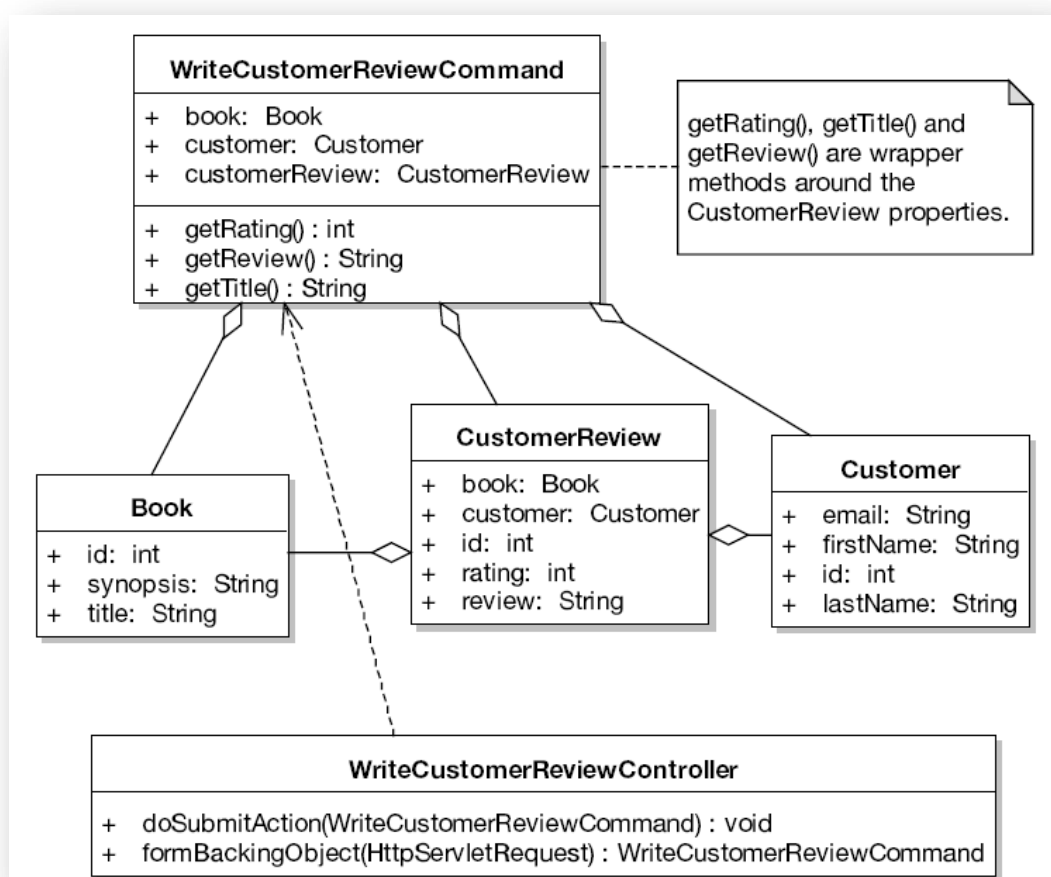 WriteCustomerReviewCommand
+ book: Book
+ customer: Customer
+ customerReview: CustomerReview
+ getRating() : int
+ getReview() : String
+ getTitle() : String
getRating(), getTitle() and
getReview() are wrapper
methods around the
CustomerReview properties.
Book
+ id: int
+ synopsis: String
+ title: String
CustomerReview
+ book: Book
+ customer: Customer
+ id: int
+ rating: int
+ review: String
Customer
+ email: String
+ firstName: String
+ id: int
+ lastName: String
WriteCustomerReviewController
+ doSubmitAction(WriteCustomerReviewCommand) : void
+ formBackingObject(HttpServletRequest) : WriteCustomerReviewCommand